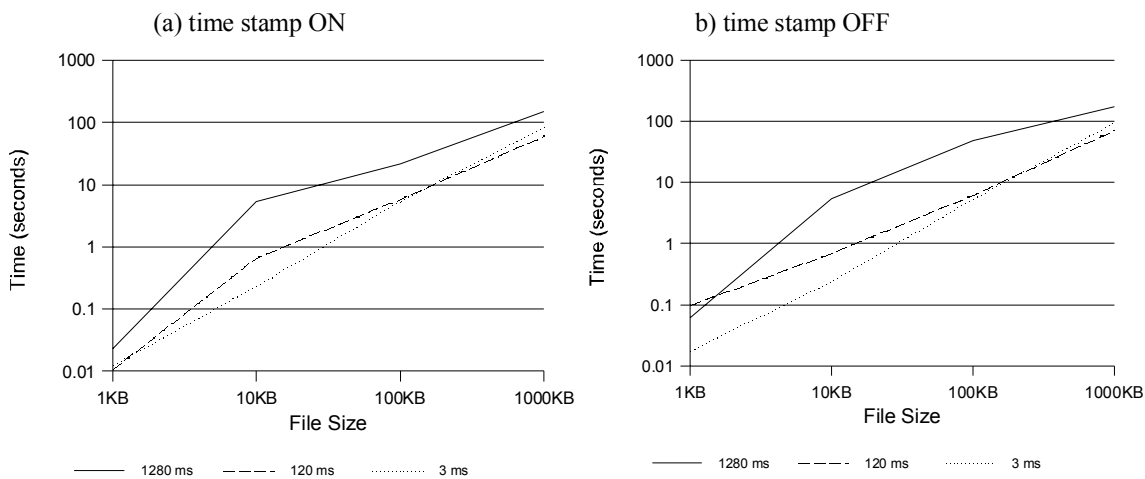 (a) time stamp ON
1000
100
10
1
0.1
0.01
Time (seconds)
1KB
10KB
100KB
1000KB
File Size
1280 ms
120 ms
3 ms
b) time stamp OFF
1000
100
10
1
0.1
0.01
Time (seconds)
1KB
10KB
100KB
1000KB
File Size
1280 ms
120 ms
3 ms